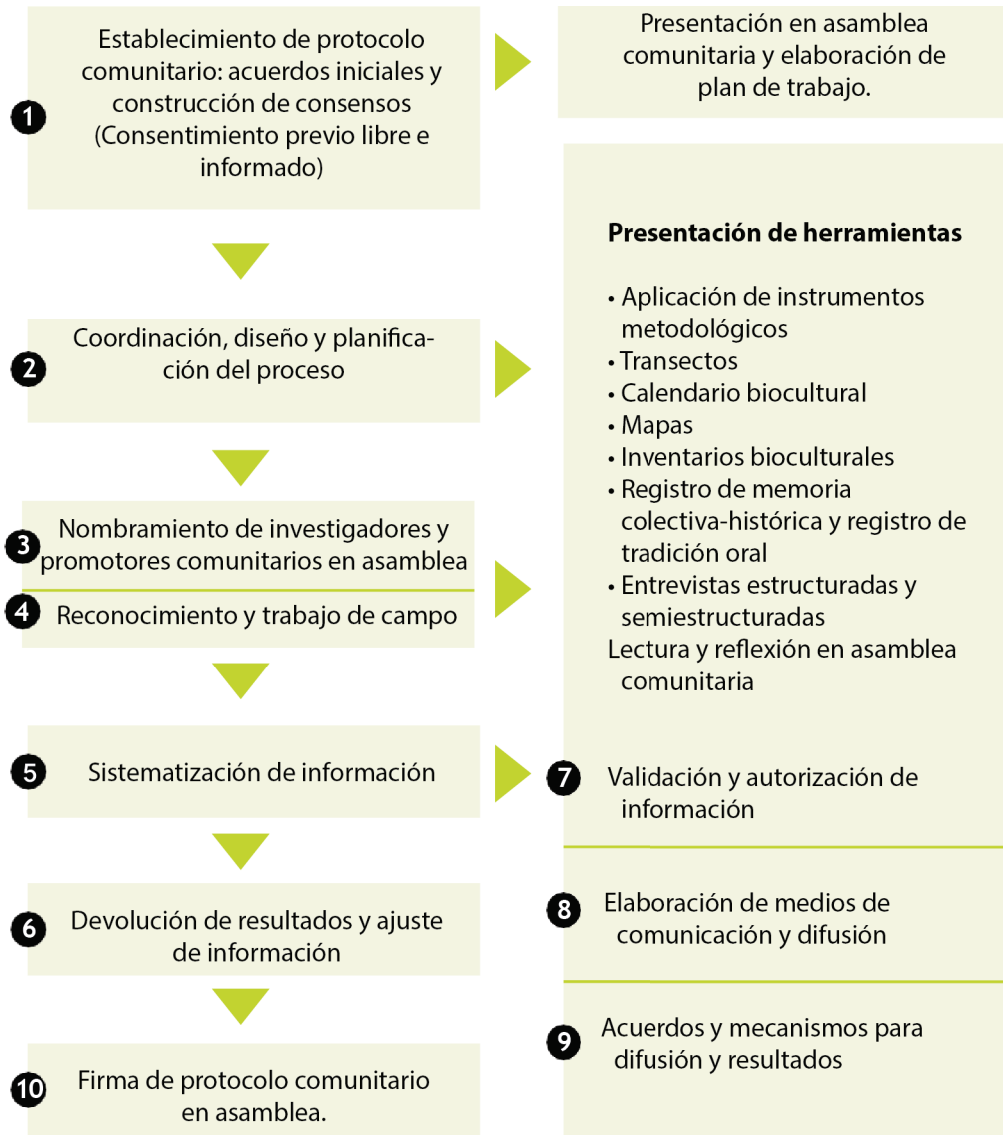 1
Establecimiento de protocolo
comunitario: acuerdos iniciales y
construcción de consensos
(Consentimiento previo libre e
informado)
Presentación en asamblea
comunitaria y elaboración de
plan de trabajo.
2
Coordinación, diseño y planifica-
ción del proceso
3
Nombramiento de investigadores y
promotores comunitarios en asamblea
4
Reconocimiento y trabajo de campo
Presentación de herramientas
• Aplicación de instrumentos
metodológicos
• Transectos
• Calendario biocultural
• Mapas
• Inventarios bioculturales
• Registro de memoria
colectiva-histórica y registro de
tradición oral
• Entrevistas estructuradas y
semiestructuradas
Lectura y reflexión en asamblea
comunitaria
5
Sistematización de información
6
Devolución de resultados y ajuste
de información
7
Validación y autorización de
información
8
Elaboración de medios de
comunicación y difusión
9
Acuerdos y mecanismos para
difusión y resultados
10
Firma de protocolo comunitario
en asamblea.